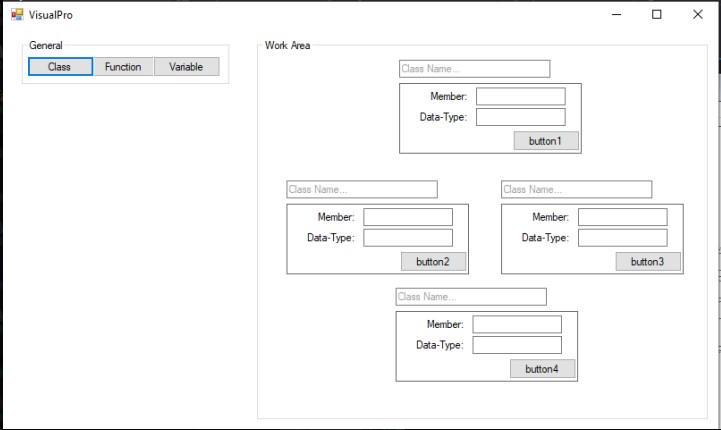 VisualPro
General
Class Function Variable
Work Area
Class Name...
Member:
Data-Type:
button1
Class Name...
Member:
Data-Type:
button2
Class Name...
Member:
Data-Type:
button3
Class Name...
Member:
Data-Type:
button4